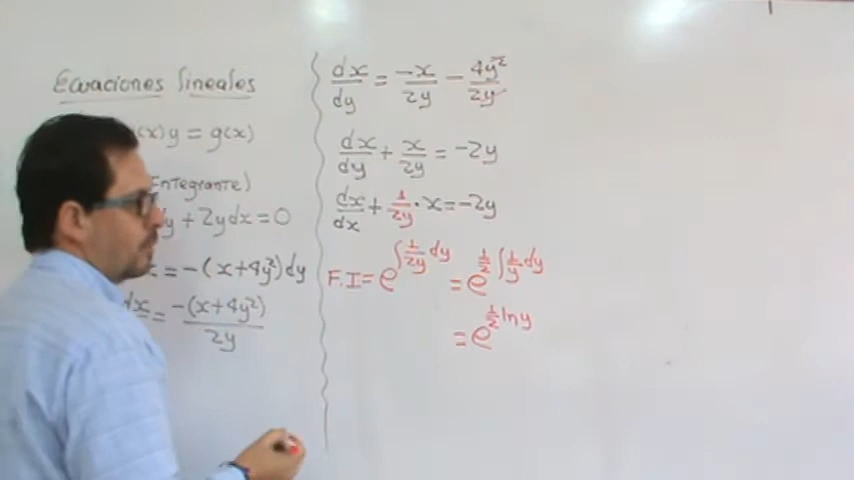 Ecuaciones lineales
(x)y = g(x)
Integrante)
y + 2ydx = 0
= -(x+4y²)dy
dx = -(x+4y²)/2y
dx/dy = -x/2y - 4y²/2y
dx/dy + x/2y = -2y
dx/dx + 1/2y · x = -2y
F.I = e^∫1/2y dy = e^1/2 ∫1/y dy
= e^1/2 lny